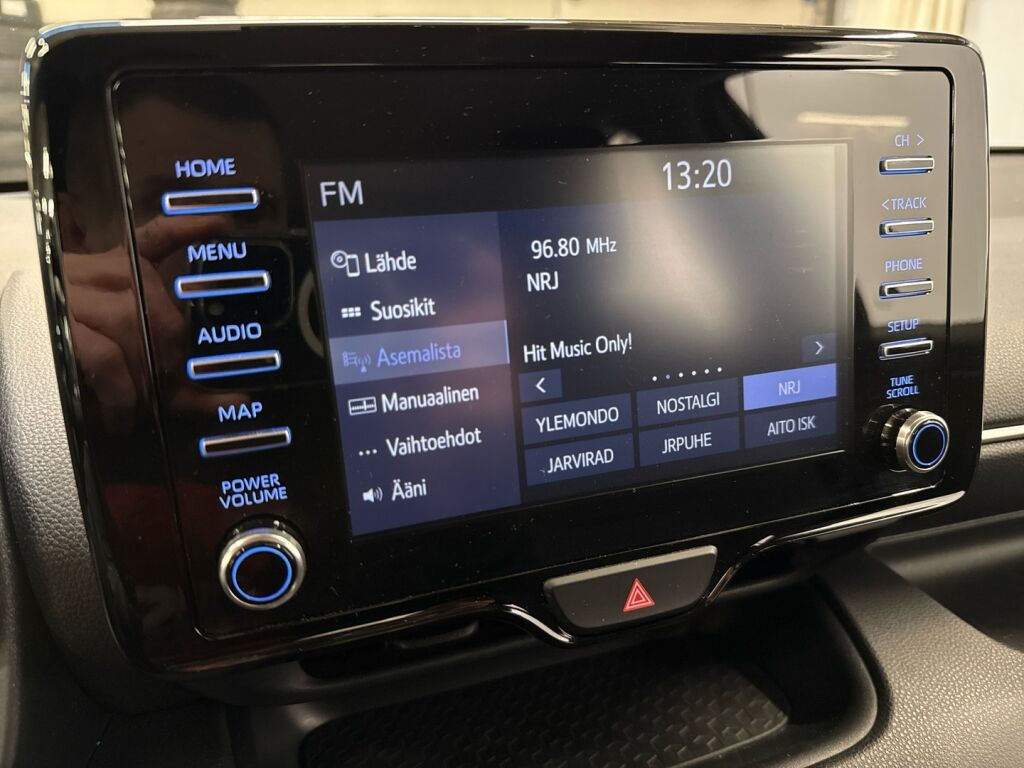 HOME
MENU
AUDIO
MAP
POWER
VOLUME
FM
13:20
Lähde
Suosikit
Asemalista
Manuaalinen
Vaihtoehdot
Ääni
96.80 MHz
NRJ
Hit Music Only!
YLEMONDO
NOSTALGI
NRJ
JARVIRAD
JRPUHE
AITO ISK
CH >
<TRACK
PHONE
SETUP
TUNE
SCROLL